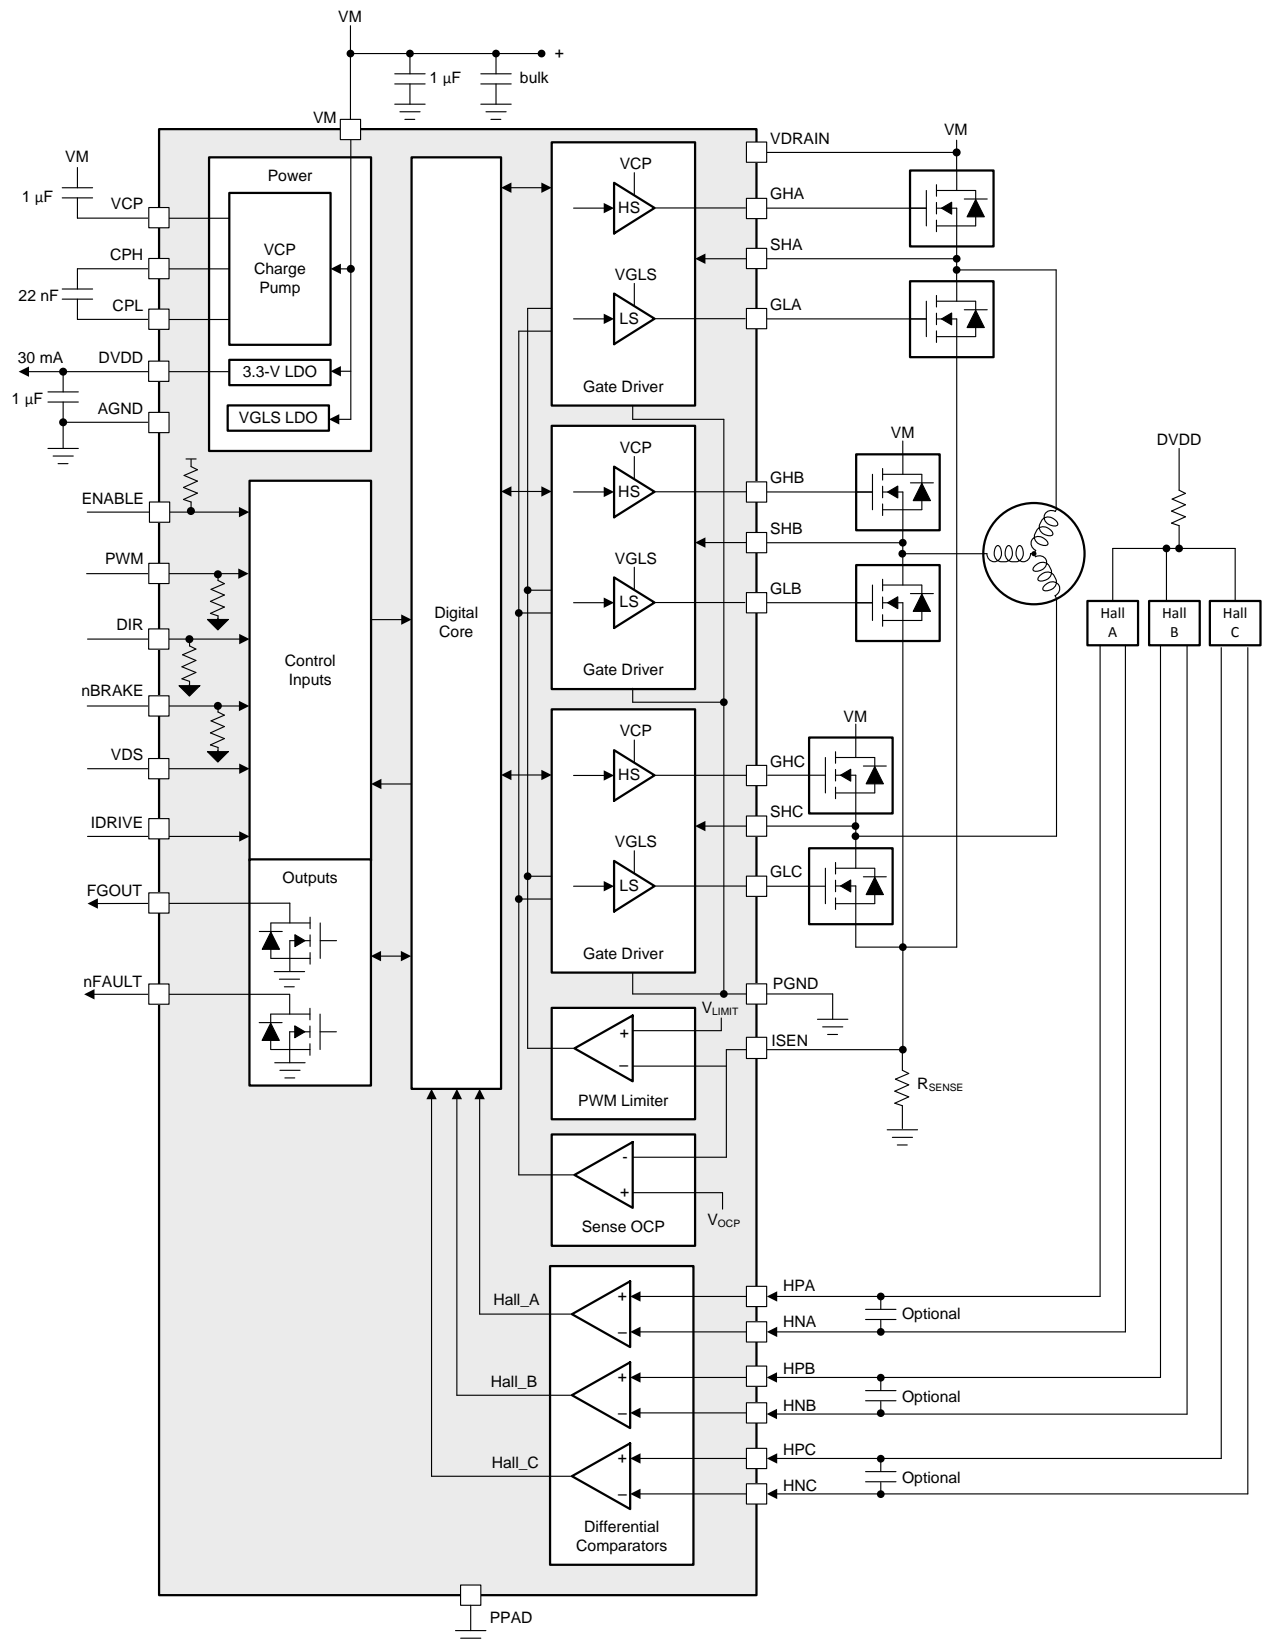 VM
1 µF
bulk
+
VM
VM
1 µF
VCP
CPH
22 nF
CPL
30 mA
DVDD
1 µF
AGND
Power
VCP
Charge
Pump
3.3-V LDO
VGLS LDO
ENABLE
PWM
DIR
nBRAKE
VDS
IDRIVE
FGOUT
nFAULT
Control
Inputs
Outputs
Digital
Core
VCP
HS
VGLS
LS
Gate Driver
VCP
HS
VGLS
LS
Gate Driver
VCP
HS
VGLS
LS
Gate Driver
VLIMIT
+
–
PWM Limiter
-
+
VOCP
Sense OCP
Hall_A
+
–
Hall_B
+
–
Hall_C
+
–
Differential
Comparators
VDRAIN
VM
GHA
SHA
GLA
VM
GHB
SHB
GLB
VM
GHC
SHC
GLC
PGND
ISEN
RSENSE
DVDD
Hall
A
Hall
B
Hall
C
HPA
Optional
HNA
HPB
Optional
HNB
HPC
Optional
HNC
PPAD